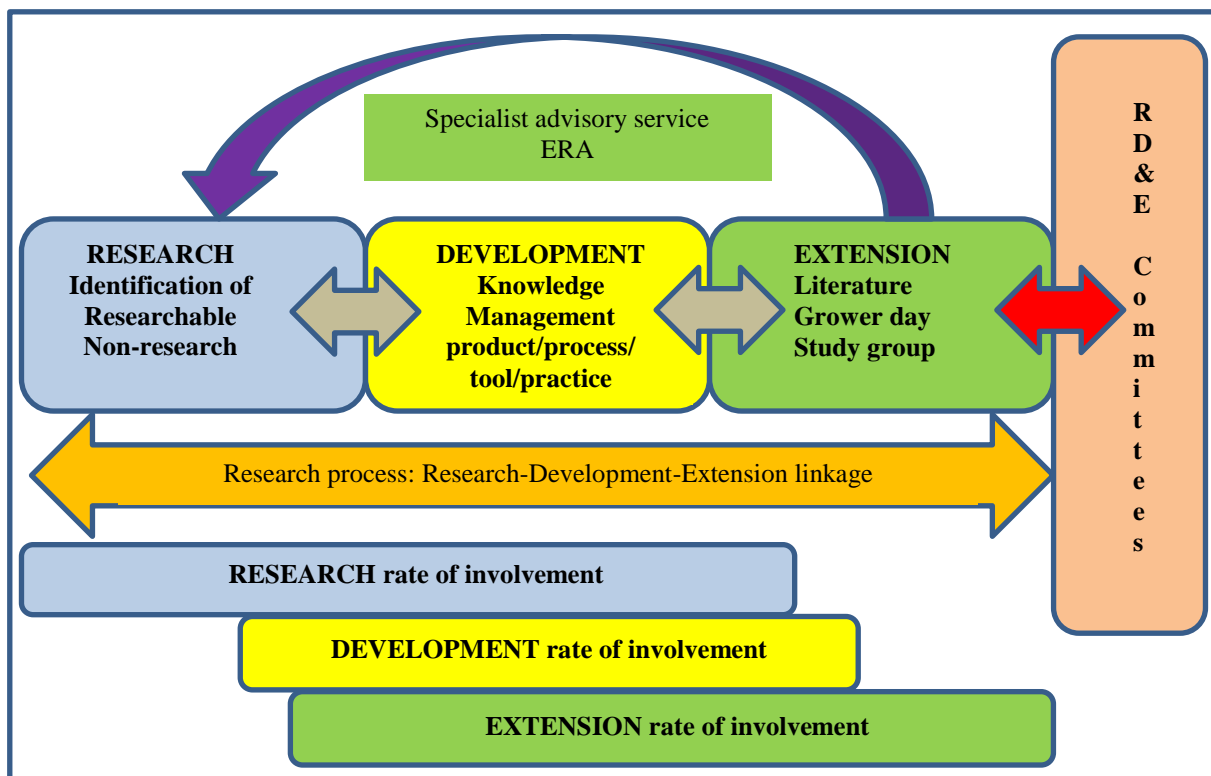 Specialist advisory service
ERA
RESEARCH
Identification of
Researchable
Non-research
DEVELOPMENT
Knowledge
Management
product/process/
tool/practice
EXTENSION
Literature
Grower day
Study group
RD&E Committees
Research process: Research-Development-Extension linkage
RESEARCH rate of involvement
DEVELOPMENT rate of involvement
EXTENSION rate of involvement